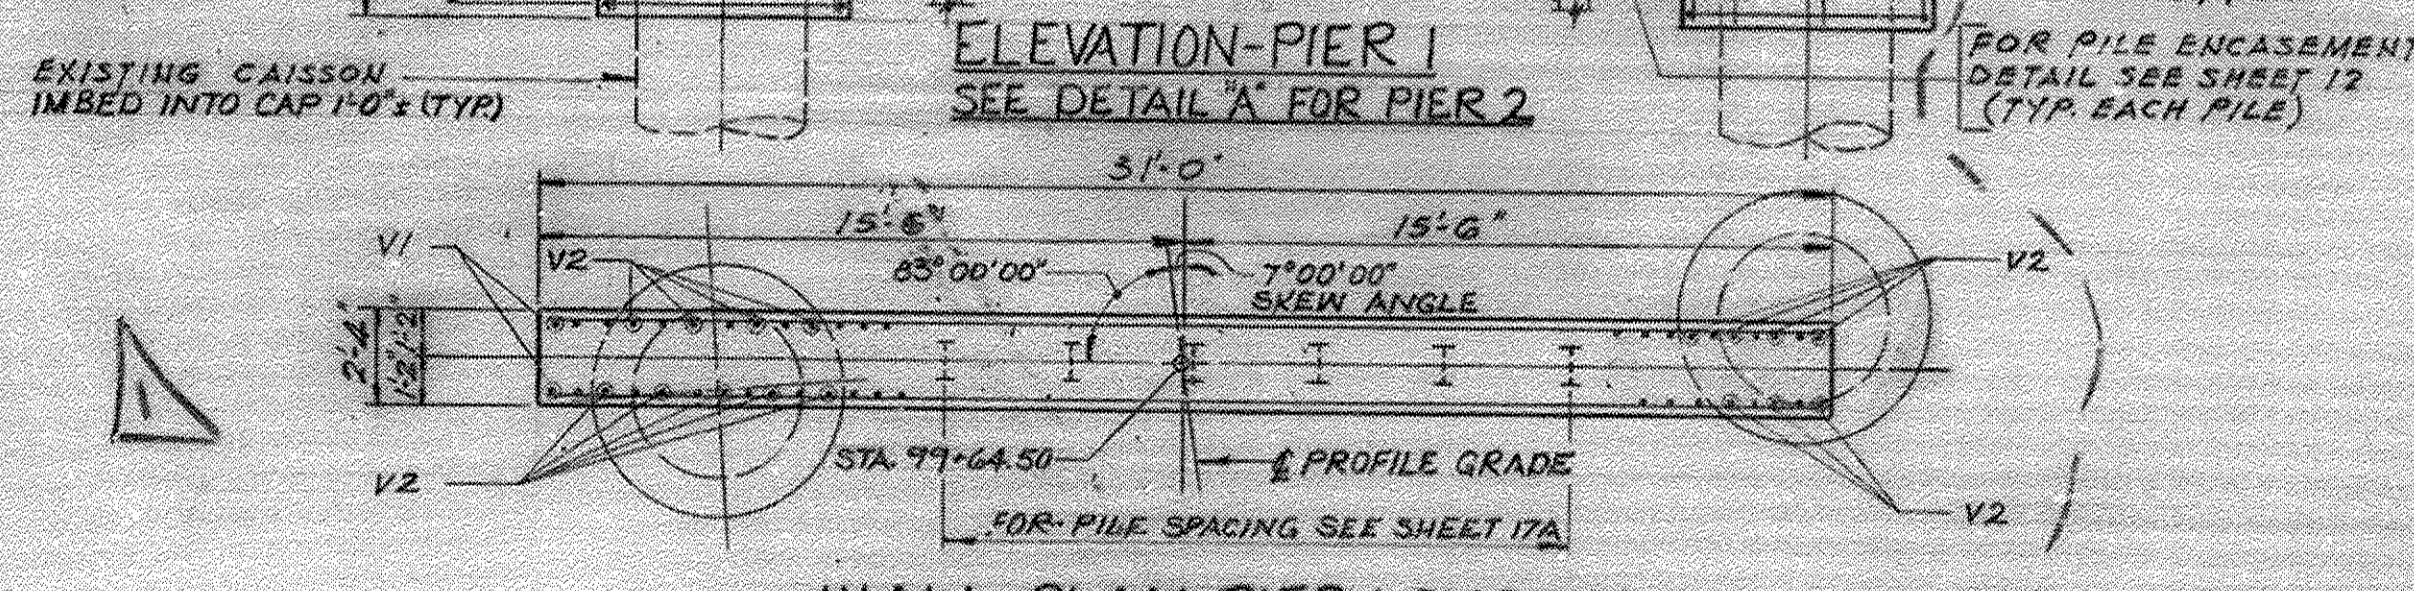 ELEVATION-PIER 1
SEE DETAIL "A" FOR PIER 2
EXISTING CAISSON
IMBED INTO CAP 1'-0"± (TYP.)
FOR PILE ENCASEMENT
DETAIL SEE SHEET 12
(TYP. EACH PILE)
31'-0"
15'-6"
15'-6"
V1
V2
83°00'00"
7°00'00"
SKEW ANGLE
V2
2'-4"
1'-2"
1'-2"
1
STA. 99+64.50
℄ PROFILE GRADE
V2
V2
FOR PILE SPACING SEE SHEET 17A